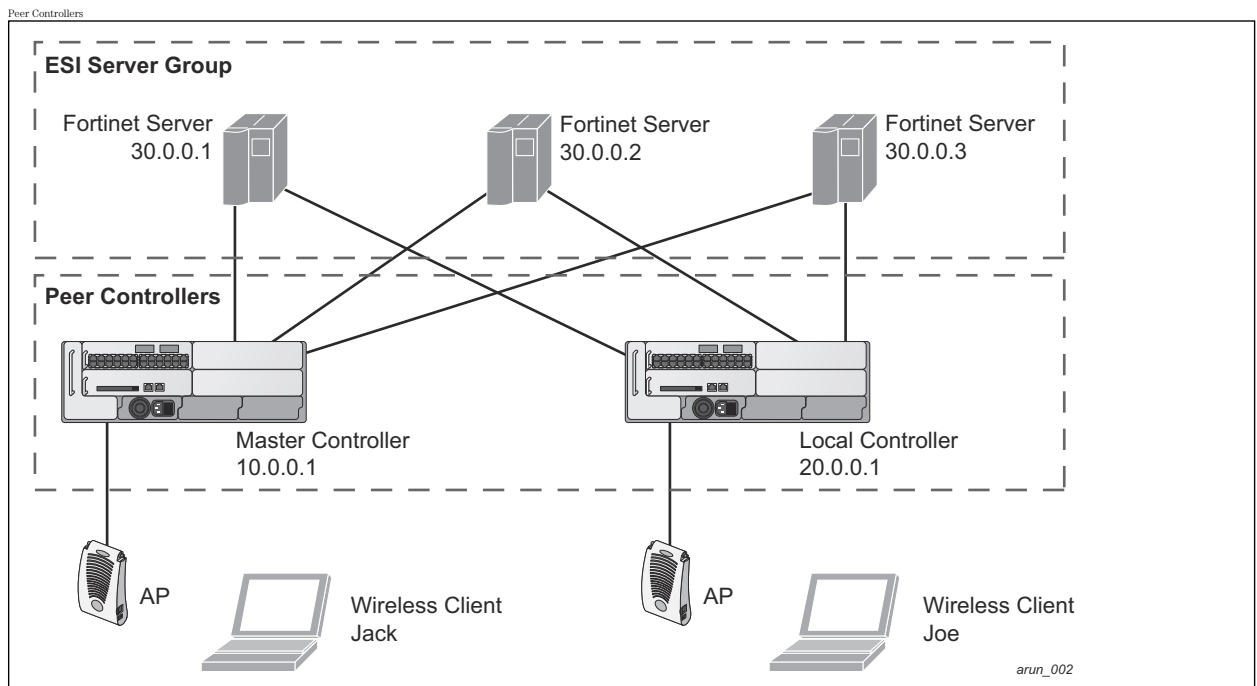 Peer Controllers
ESI Server Group
Fortinet Server
30.0.0.1
Fortinet Server
30.0.0.2
Fortinet Server
30.0.0.3
Peer Controllers
Master Controller
10.0.0.1
Local Controller
20.0.0.1
AP
Wireless Client
Jack
AP
Wireless Client
Joe
arun_002